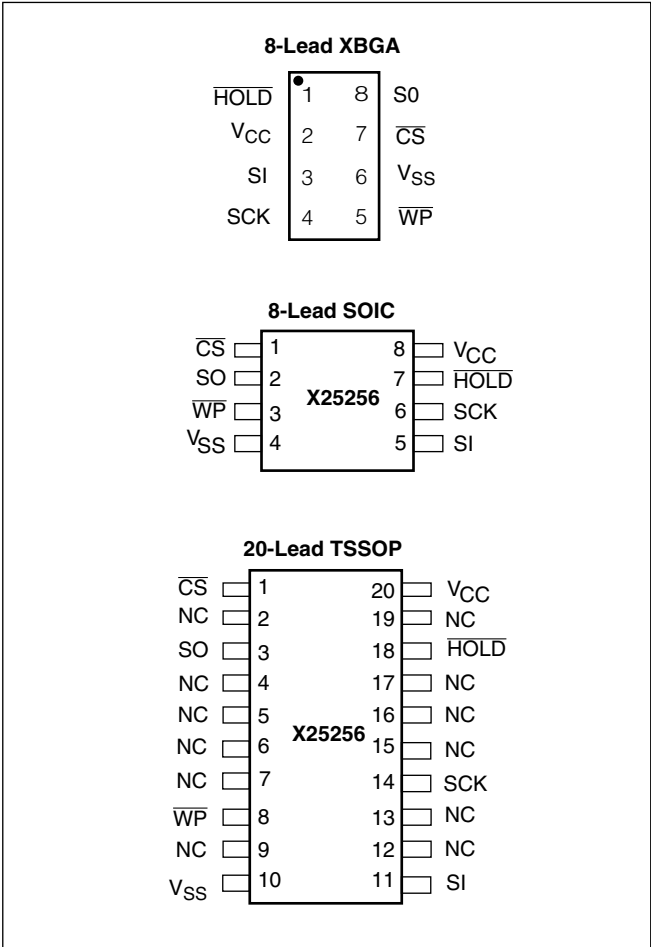 8-Lead XBGA
HOLD 1 8 S0
VCC 2 7 CS
SI 3 6 VSS
SCK 4 5 WP
8-Lead SOIC
CS 1 8 VCC
SO 2 7 HOLD
X25256
WP 3 6 SCK
VSS 4 5 SI
20-Lead TSSOP
CS 1 20 VCC
NC 2 19 NC
SO 3 18 HOLD
NC 4 17 NC
NC 5 16 NC
X25256
NC 6 15 NC
NC 7 14 SCK
WP 8 13 NC
NC 9 12 NC
VSS 10 11 SI